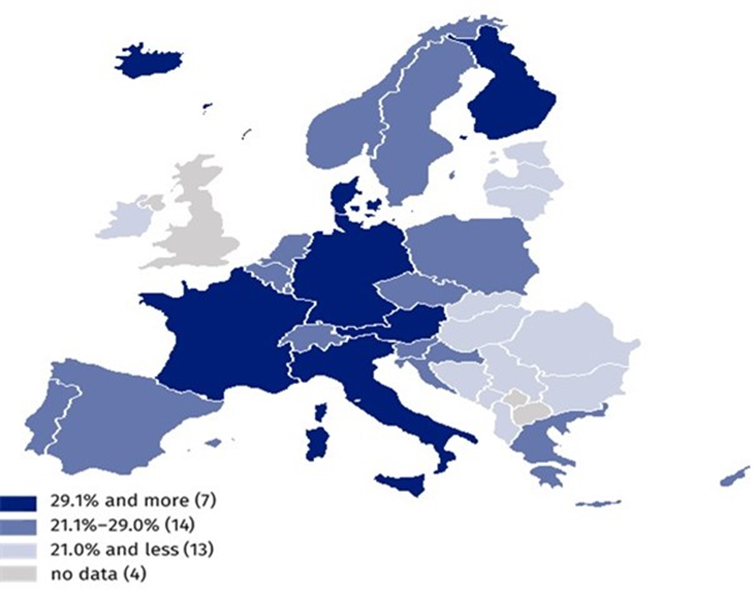 29.1% and more (7)
21.1%–29.0% (14)
21.0% and less (13)
no data (4)